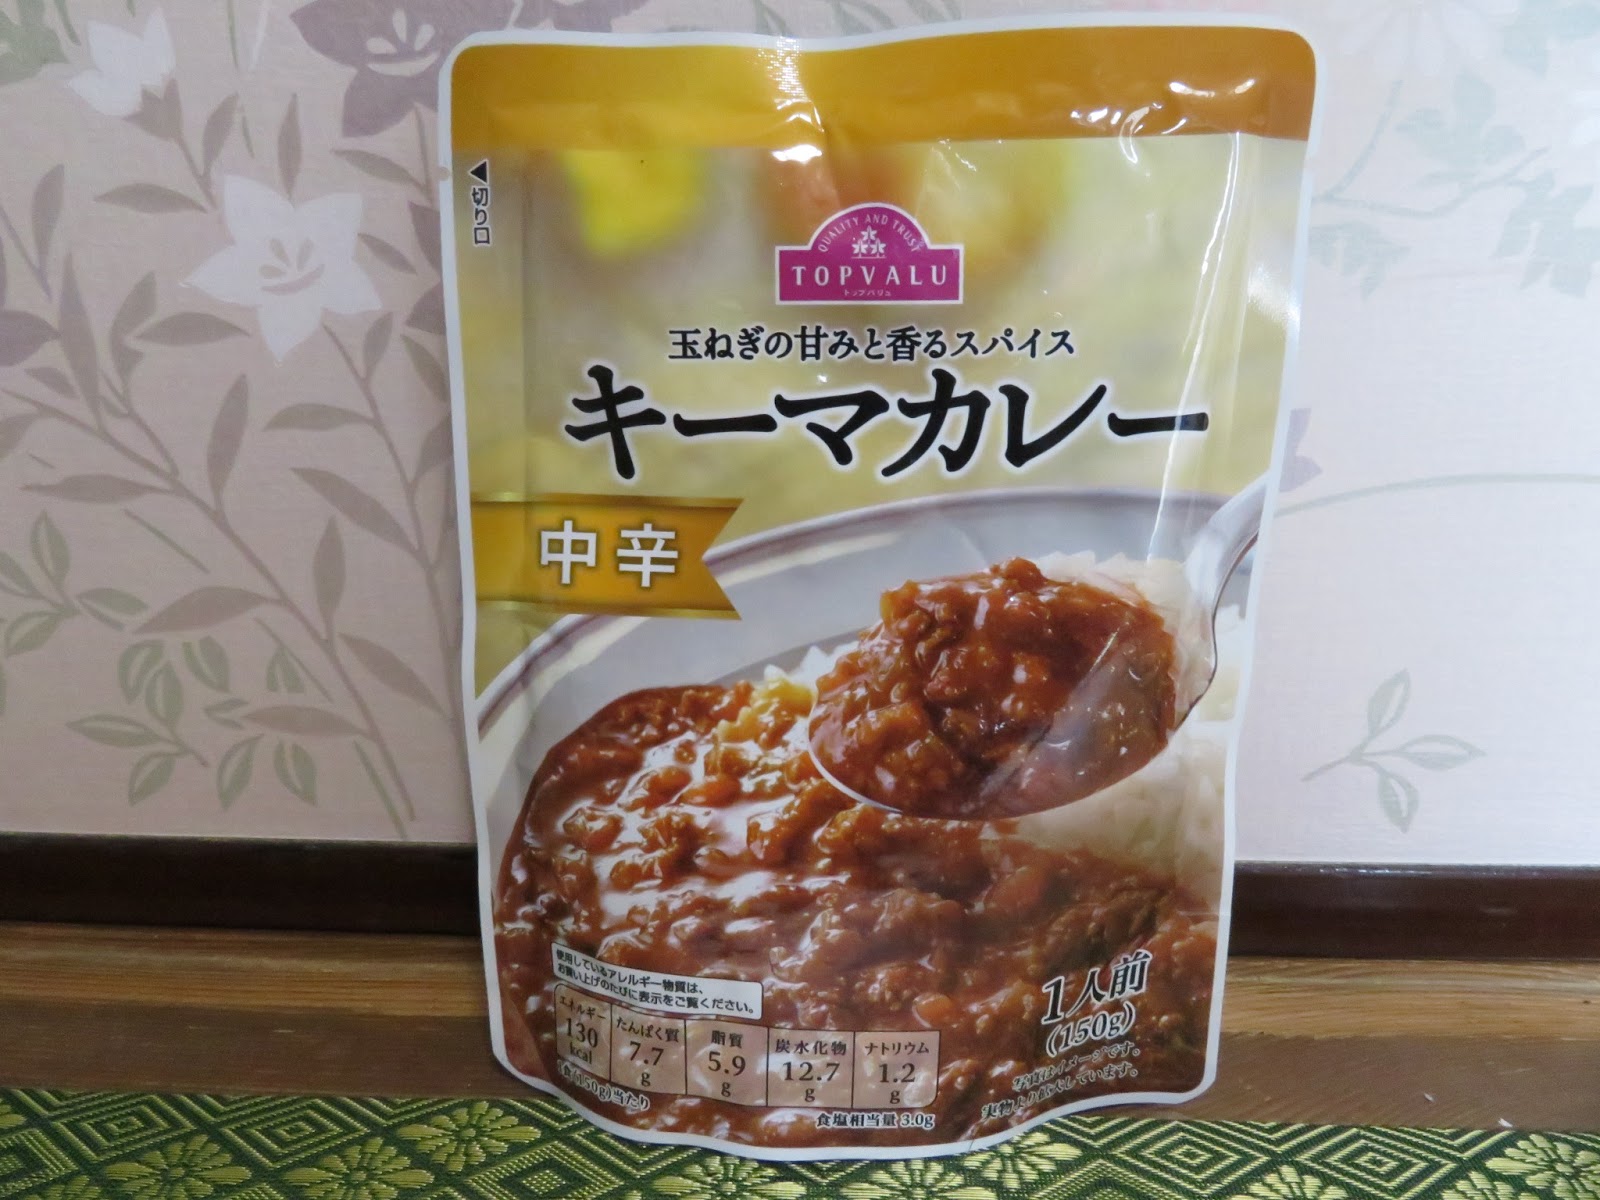 ◀切り口
QUALITY AND TRUST
TOPVALU
トップバリュ
玉ねぎの甘みと香るスパイス
キーマカレー
中辛
使用しているアレルギー物質は、
お買い上げのたびに表示をご覧ください。
エネルギー 130 kcal
たんぱく質 7.7 g
脂質 5.9 g
炭水化物 12.7 g
ナトリウム 1.2 g
1食(150g)当たり
食塩相当量 3.0g
1人前
(150g)
写真はイメージです。
実物より拡大しています。